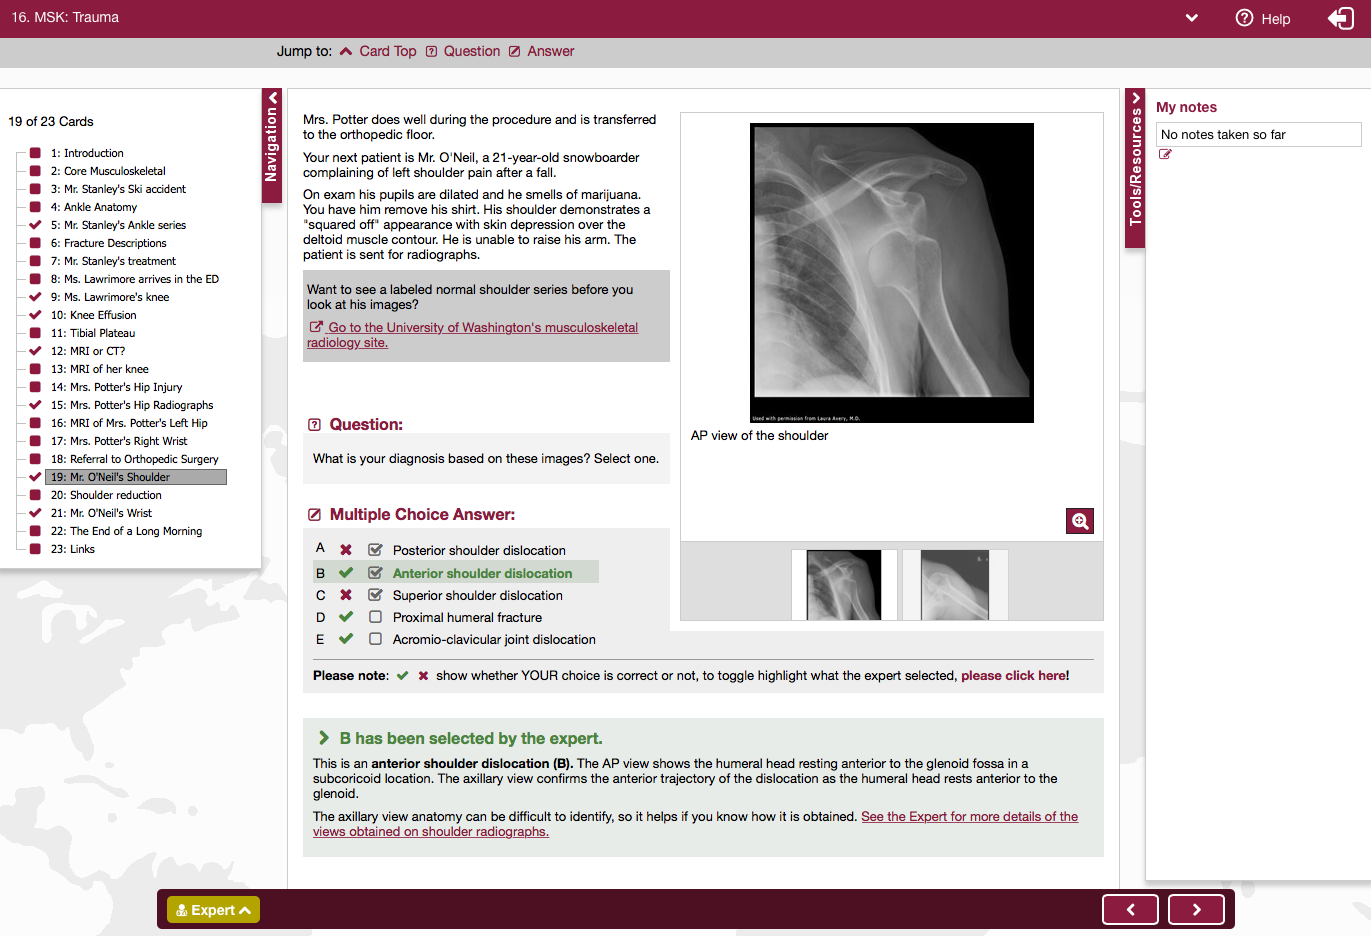 16. MSK: Trauma
Help
Jump to: Card Top Question Answer
19 of 23 Cards
1: Introduction
2: Core Musculoskeletal
3: Mr. Stanley's Ski accident
4: Ankle Anatomy
5: Mr. Stanley's Ankle series
6: Fracture Descriptions
7: Mr. Stanley's treatment
8: Ms. Lawrimore arrives in the ED
9: Ms. Lawrimore's knee
10: Knee Effusion
11: Tibial Plateau
12: MRI or CT?
13: MRI of her knee
14: Mrs. Potter's Hip Injury
15: Mrs. Potter's Hip Radiographs
16: MRI of Mrs. Potter's Left Hip
17: Mrs. Potter's Right Wrist
18: Referral to Orthopedic Surgery
19: Mr. O'Neil's Shoulder
20: Shoulder reduction
21: Mr. O'Neil's Wrist
22: The End of a Long Morning
23: Links
Navigation
Mrs. Potter does well during the procedure and is transferred
to the orthopedic floor.
Your next patient is Mr. O'Neil, a 21-year-old snowboarder
complaining of left shoulder pain after a fall.
On exam his pupils are dilated and he smells of marijuana.
You have him remove his shirt. His shoulder demonstrates a
"squared off" appearance with skin depression over the
deltoid muscle contour. He is unable to raise his arm. The
patient is sent for radiographs.
Want to see a labeled normal shoulder series before you
look at his images?
Go to the University of Washington's musculoskeletal
radiology site.
Used with permission from Laura Avery, M.D.
AP view of the shoulder
Question:
What is your diagnosis based on these images? Select one.
Multiple Choice Answer:
A Posterior shoulder dislocation
B Anterior shoulder dislocation
C Superior shoulder dislocation
D Proximal humeral fracture
E Acromio-clavicular joint dislocation
Please note: show whether YOUR choice is correct or not, to toggle highlight what the expert selected, please click here!
B has been selected by the expert.
This is an anterior shoulder dislocation (B). The AP view shows the humeral head resting anterior to the glenoid fossa in a
subcoricoid location. The axillary view confirms the anterior trajectory of the dislocation as the humeral head rests anterior to the
glenoid.
The axillary view anatomy can be difficult to identify, so it helps if you know how it is obtained. See the Expert for more details of the
views obtained on shoulder radiographs.
Tools/Resources
My notes
No notes taken so far
Expert